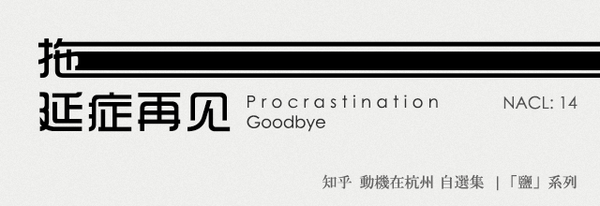 拖
延症再见
Procrastination
Goodbye
NACL: 14
知乎 動機在杭州 自選集 |「鹽」系列